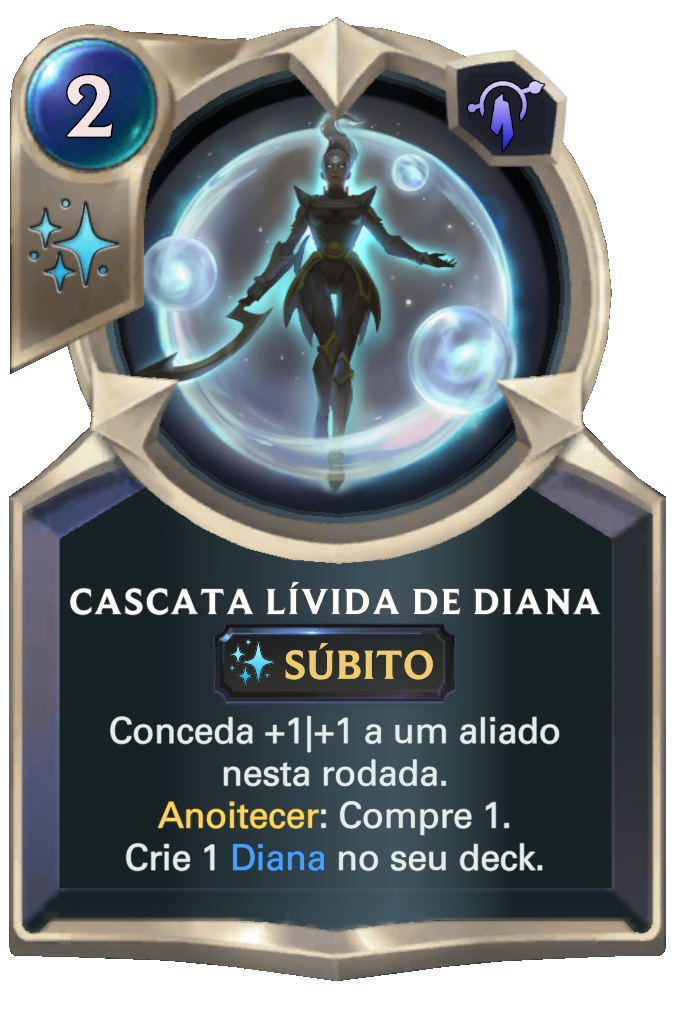 2
CASCATA LÍVIDA DE DIANA
SÚBITO
Conceda +1|+1 a um aliado
nesta rodada.
Anoitecer: Compre 1.
Crie 1 Diana no seu deck.